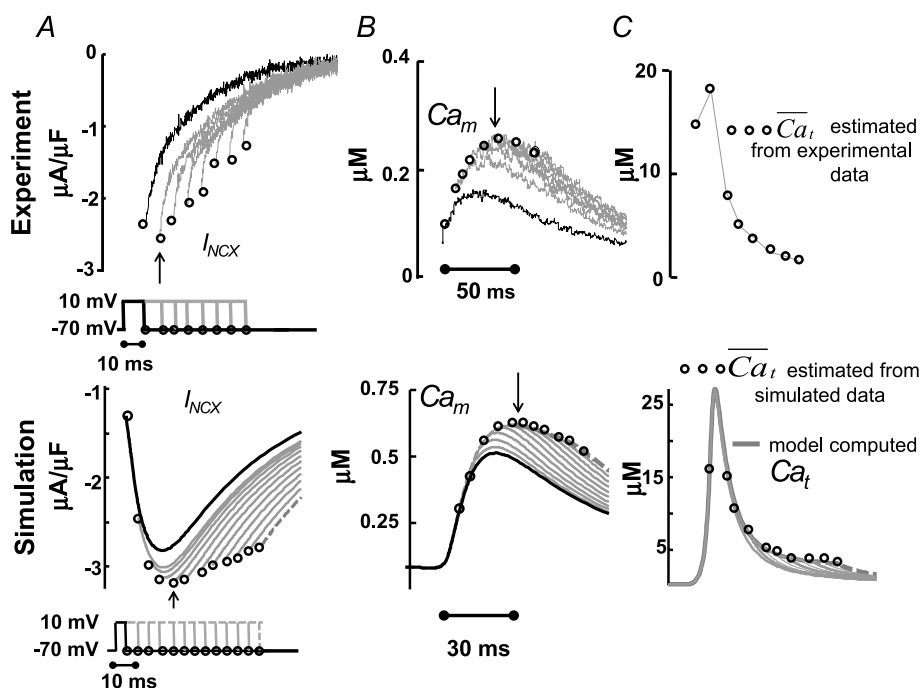 A
B
C
Experiment
μA/μF
0
-1
-2
-3
I_NCX
10 mV
-70 mV
10 ms
μM
0.4
0.2
0
Ca_m
50 ms
μM
20
10
0
Ca_t estimated
from experimental
data
Simulation
μA/μF
-1
-2
-3
I_NCX
10 mV
-70 mV
10 ms
μM
0.75
0.5
0.25
Ca_m
30 ms
Ca_t estimated from
simulated data
μM
25
15
5
model computed
Ca_t